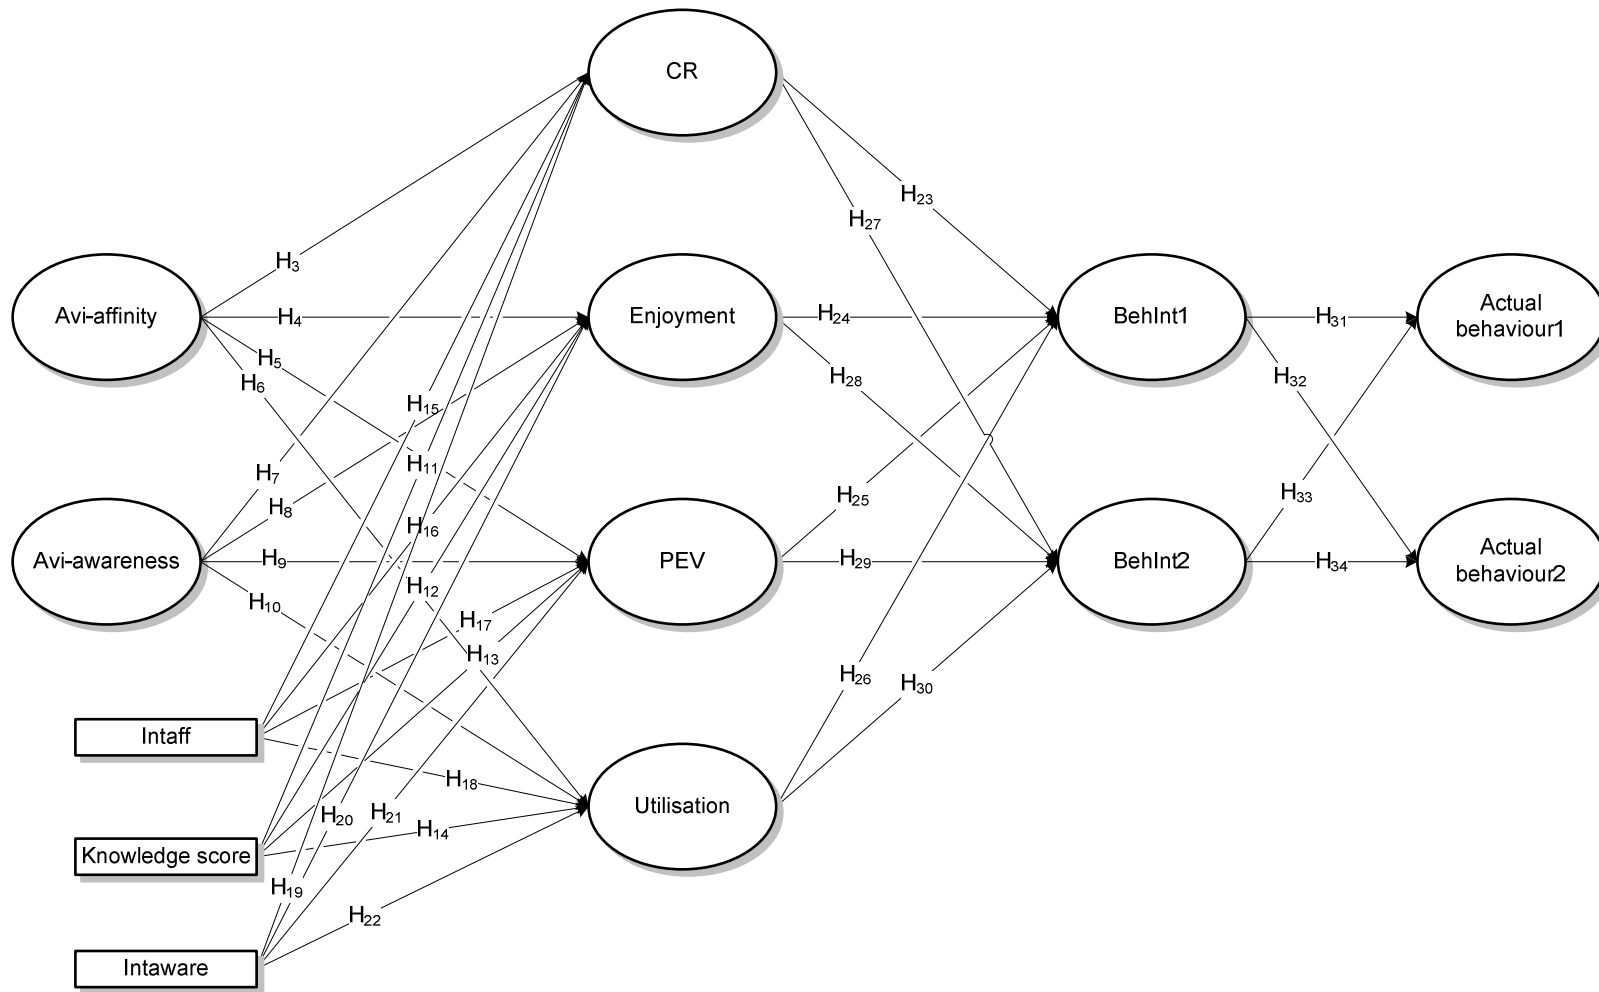 CR
H23
H27
H3
Avi-affinity
H4
Enjoyment
H24
BehInt1
H31
Actual
behaviour1
H5
H6
H28
H32
H15
H7
H11
H8
H25
H33
H16
Avi-awareness
H9
PEV
H29
BehInt2
H34
Actual
behaviour2
H10
H12
H17
H13
H26
H30
Intaff
H18
Utilisation
H20
H21
H14
Knowledge score
H19
H22
Intaware